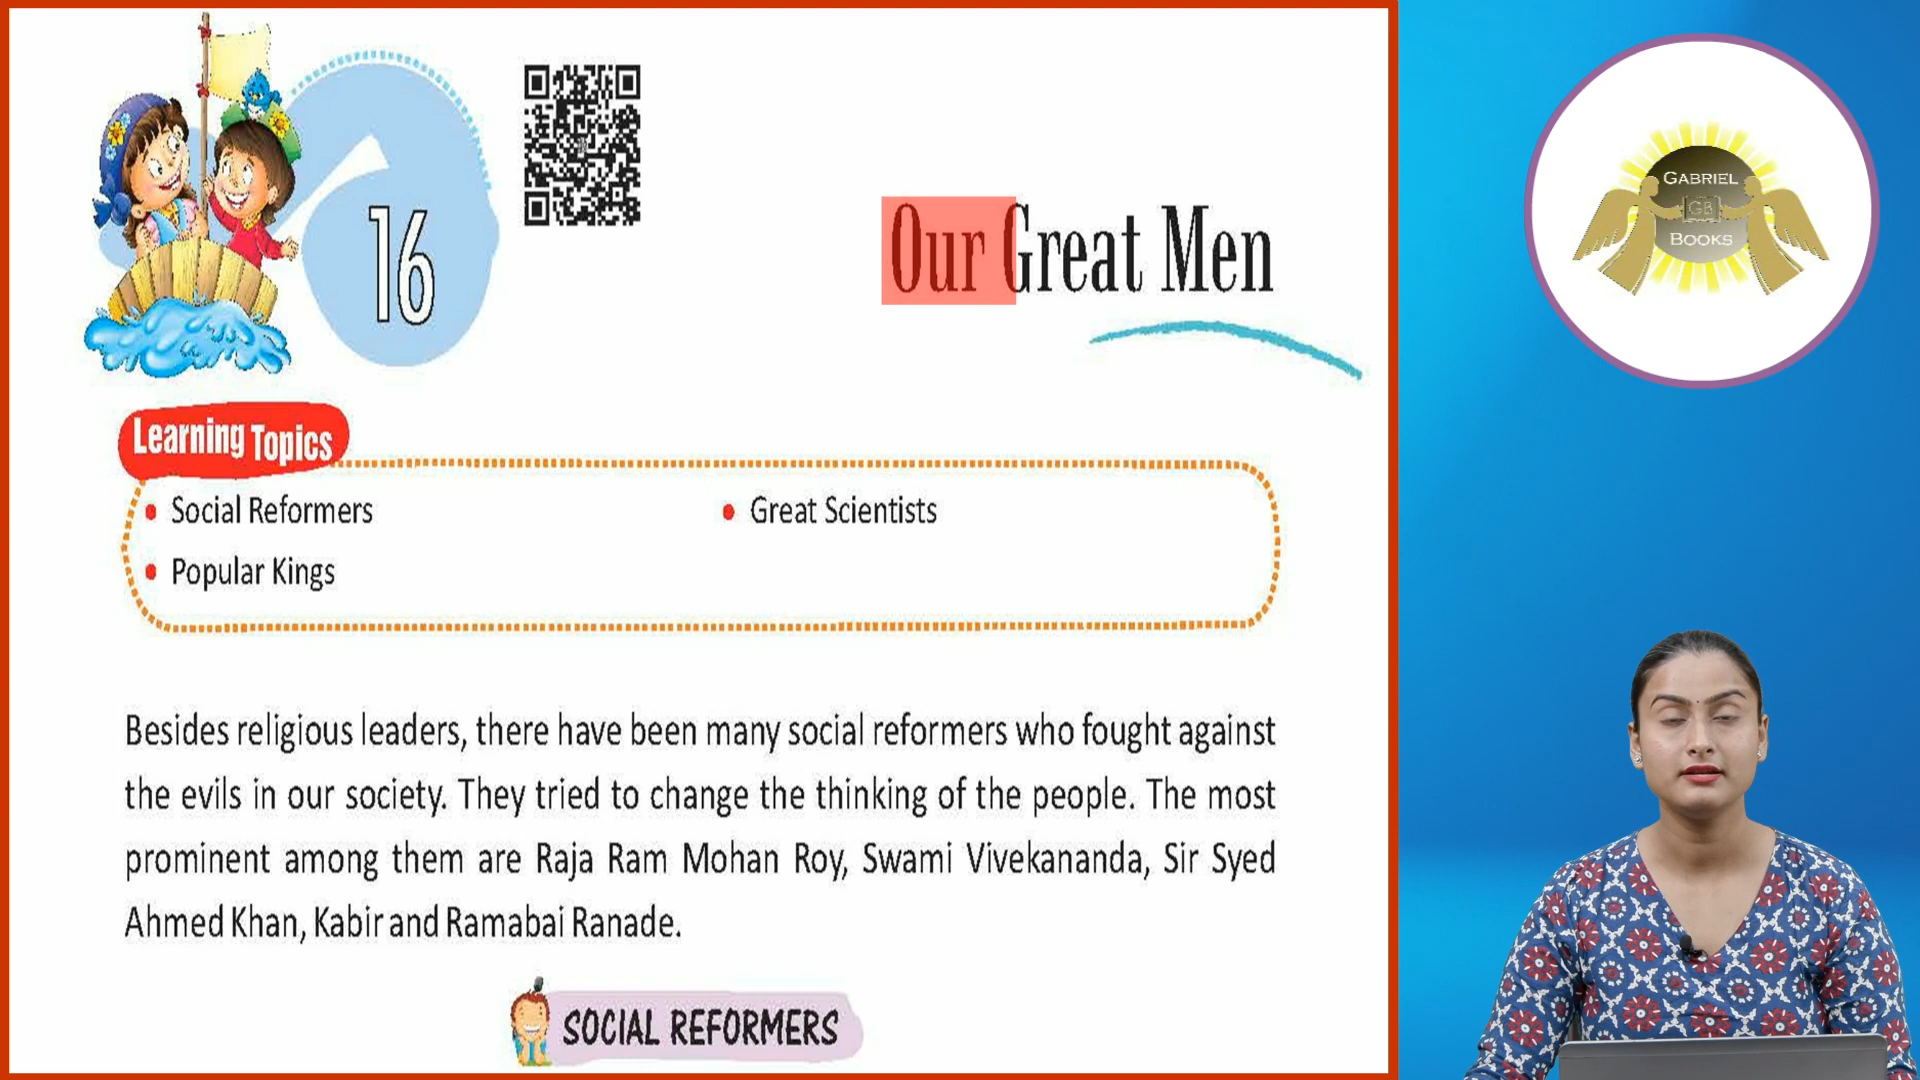 16
Our Great Men
Learning Topics
• Social Reformers
• Great Scientists
• Popular Kings
Besides religious leaders, there have been many social reformers who fought against
the evils in our society. They tried to change the thinking of the people. The most
prominent among them are Raja Ram Mohan Roy, Swami Vivekananda, Sir Syed
Ahmed Khan, Kabir and Ramabai Ranade.
SOCIAL REFORMERS
GABRIEL
GB
BOOKS